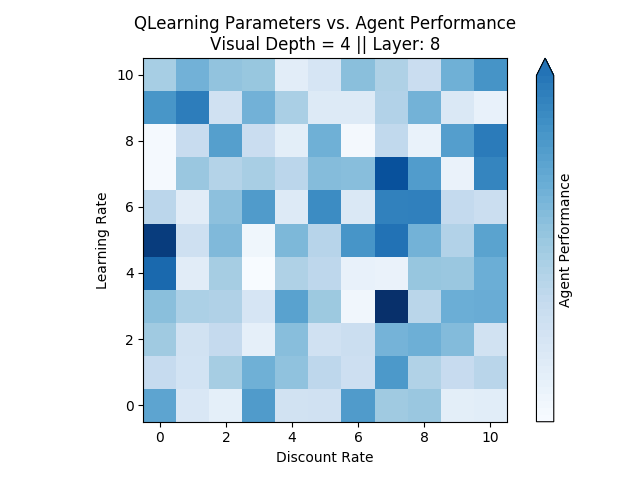 QLearning Parameters vs. Agent Performance
Visual Depth = 4 || Layer: 8
10
8
6
4
2
0
Learning Rate
0 2 4 6 8 10
Discount Rate
Agent Performance